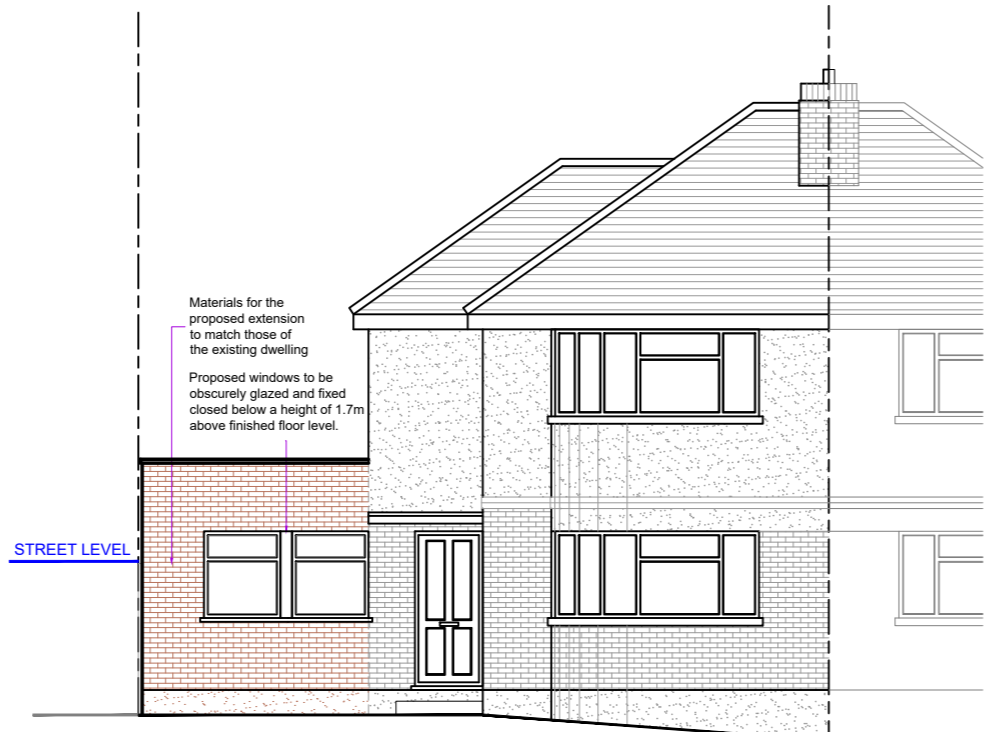 Materials for the
proposed extension
to match those of
the existing dwelling
Proposed windows to be
obscurely glazed and fixed
closed below a height of 1.7m
above finished floor level.
STREET LEVEL